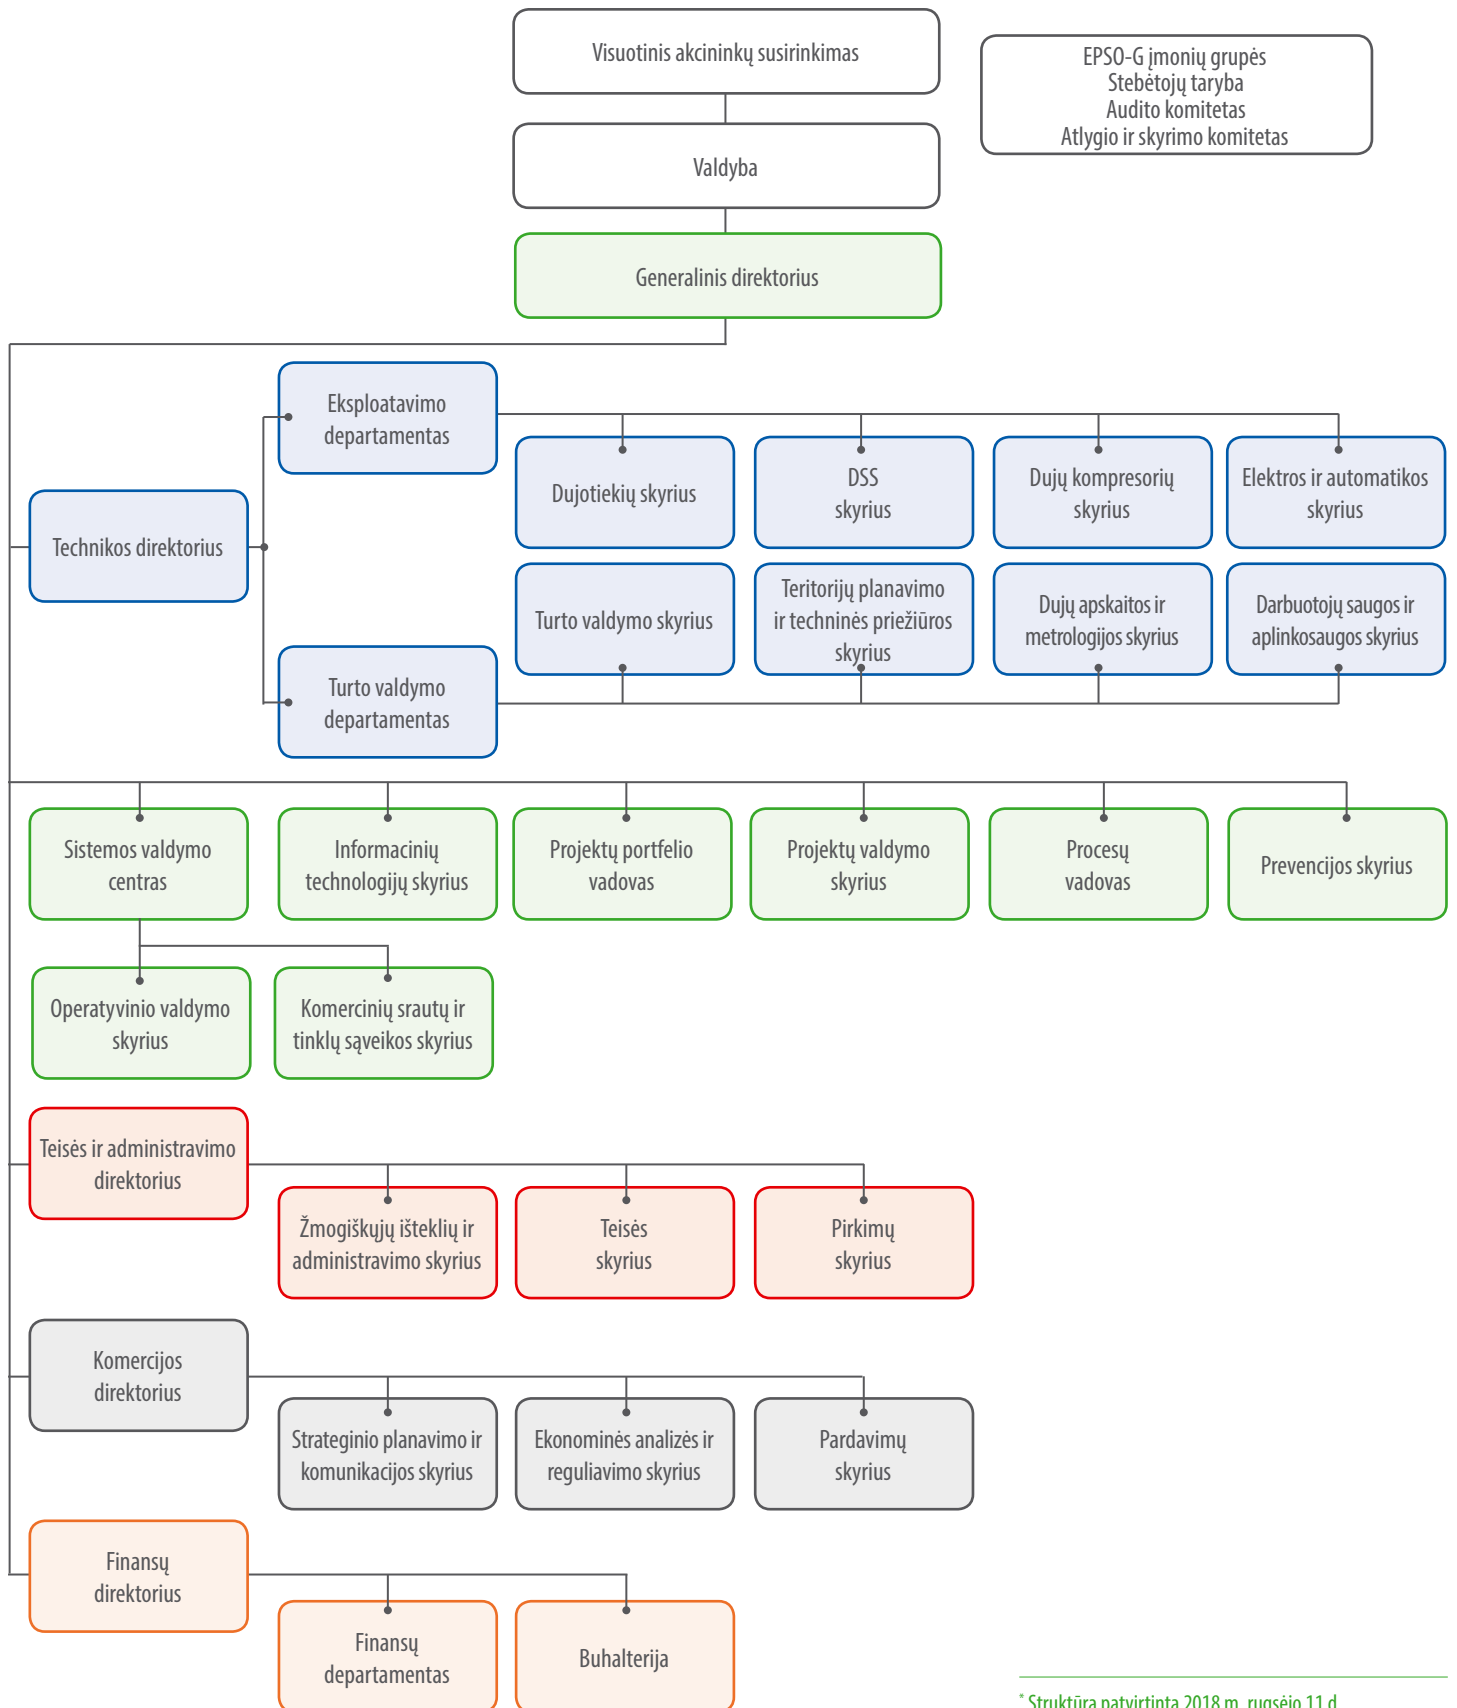 Visuotinis akcininkų susirinkimas
EPSO-G įmonių grupės
Stebėtojų taryba
Audito komitetas
Atlygio ir skyrimo komitetas
Valdyba
Generalinis direktorius
Eksploatavimo
departamentas
Dujotiekių skyrius
DSS
skyrius
Dujų kompresorių
skyrius
Elektros ir automatikos
skyrius
Technikos direktorius
Turto valdymo skyrius
Teritorijų planavimo
ir techninės priežiūros
skyrius
Dujų apskaitos ir
metrologijos skyrius
Darbuotojų saugos ir
aplinkosaugos skyrius
Turto valdymo
departamentas
Sistemos valdymo
centras
Informacinių
technologijų skyrius
Projektų portfelio
vadovas
Projektų valdymo
skyrius
Procesų
vadovas
Prevencijos skyrius
Operatyvinio valdymo
skyrius
Komercinių srautų ir
tinklų sąveikos skyrius
Teisės ir administravimo
direktorius
Žmogiškųjų išteklių ir
administravimo skyrius
Teisės
skyrius
Pirkimų
skyrius
Komercijos
direktorius
Strateginio planavimo ir
komunikacijos skyrius
Ekonominės analizės ir
reguliavimo skyrius
Pardavimų
skyrius
Finansų
direktorius
Finansų
departamentas
Buhalterija
* Struktūra patvirtinta 2018 m. rugsėjo 11 d.